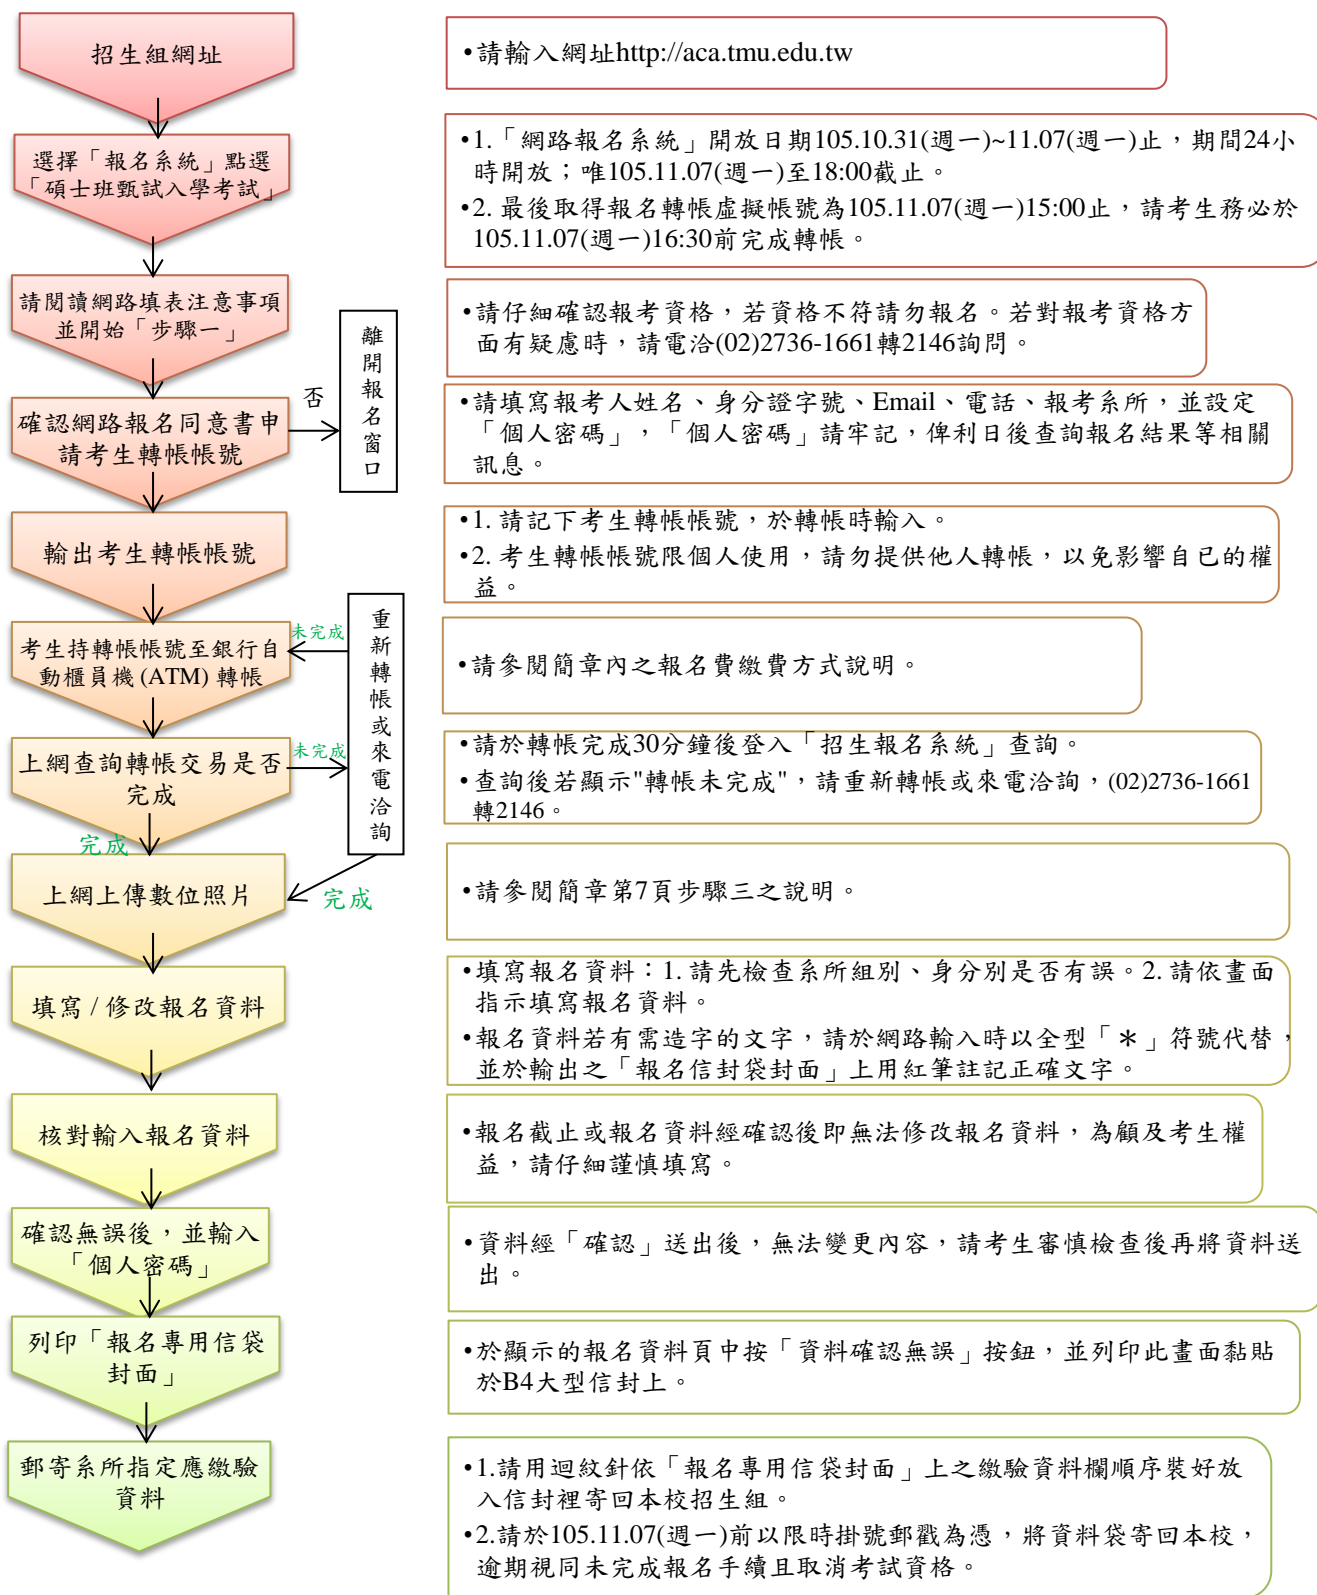 招生組網址
•請輸入網址http://aca.tmu.edu.tw
選擇「報名系統」點選
「碩士班甄試入學考試」
•1.「網路報名系統」開放日期105.10.31(週一)~11.07(週一)止，期間24小
時開放；唯105.11.07(週一)至18:00截止。
•2. 最後取得報名轉帳虛擬帳號為105.11.07(週一)15:00止，請考生務必於
105.11.07(週一)16:30前完成轉帳。
請閱讀網路填表注意事項
並開始「步驟一」
•請仔細確認報考資格，若資格不符請勿報名。若對報考資格方
面有疑慮時，請電洽(02)2736-1661轉2146詢問。
確認網路報名同意書申
請考生轉帳帳號
否
離開報名窗口
•請填寫報考人姓名、身分證字號、Email、電話、報考系所，並設定
「個人密碼」，「個人密碼」請牢記，俾利日後查詢報名結果等相關
訊息。
輸出考生轉帳帳號
•1. 請記下考生轉帳帳號，於轉帳時輸入。
•2. 考生轉帳帳號限個人使用，請勿提供他人轉帳，以免影響自己的權
益。
考生持轉帳帳號至銀行自
動櫃員機 (ATM) 轉帳
未完成
重新轉帳或來電洽詢
•請參閱簡章內之報名費繳費方式說明。
上網查詢轉帳交易是否
完成
未完成
•請於轉帳完成30分鐘後登入「招生報名系統」查詢。
•查詢後若顯示"轉帳未完成"，請重新轉帳或來電洽詢，(02)2736-1661
轉2146。
完成
上網上傳數位照片
完成
•請參閱簡章第7頁步驟三之說明。
填寫 / 修改報名資料
•填寫報名資料：1. 請先檢查系所組別、身分別是否有誤。2. 請依畫面
指示填寫報名資料。
•報名資料若有需造字的文字，請於網路輸入時以全型「＊」符號代替，
並於輸出之「報名信封袋封面」上用紅筆註記正確文字。
核對輸入報名資料
•報名截止或報名資料經確認後即無法修改報名資料，為顧及考生權
益，請仔細謹慎填寫。
確認無誤後，並輸入
「個人密碼」
•資料經「確認」送出後，無法變更內容，請考生審慎檢查後再將資料送
出。
列印「報名專用信袋
封面」
•於顯示的報名資料頁中按「資料確認無誤」按鈕，並列印此畫面黏貼
於B4大型信封上。
郵寄系所指定應繳驗
資料
•1.請用迴紋針依「報名專用信袋封面」上之繳驗資料欄順序裝好放
入信封裡寄回本校招生組。
•2.請於105.11.07(週一)前以限時掛號郵戳為憑，將資料袋寄回本校，
逾期視同未完成報名手續且取消考試資格。